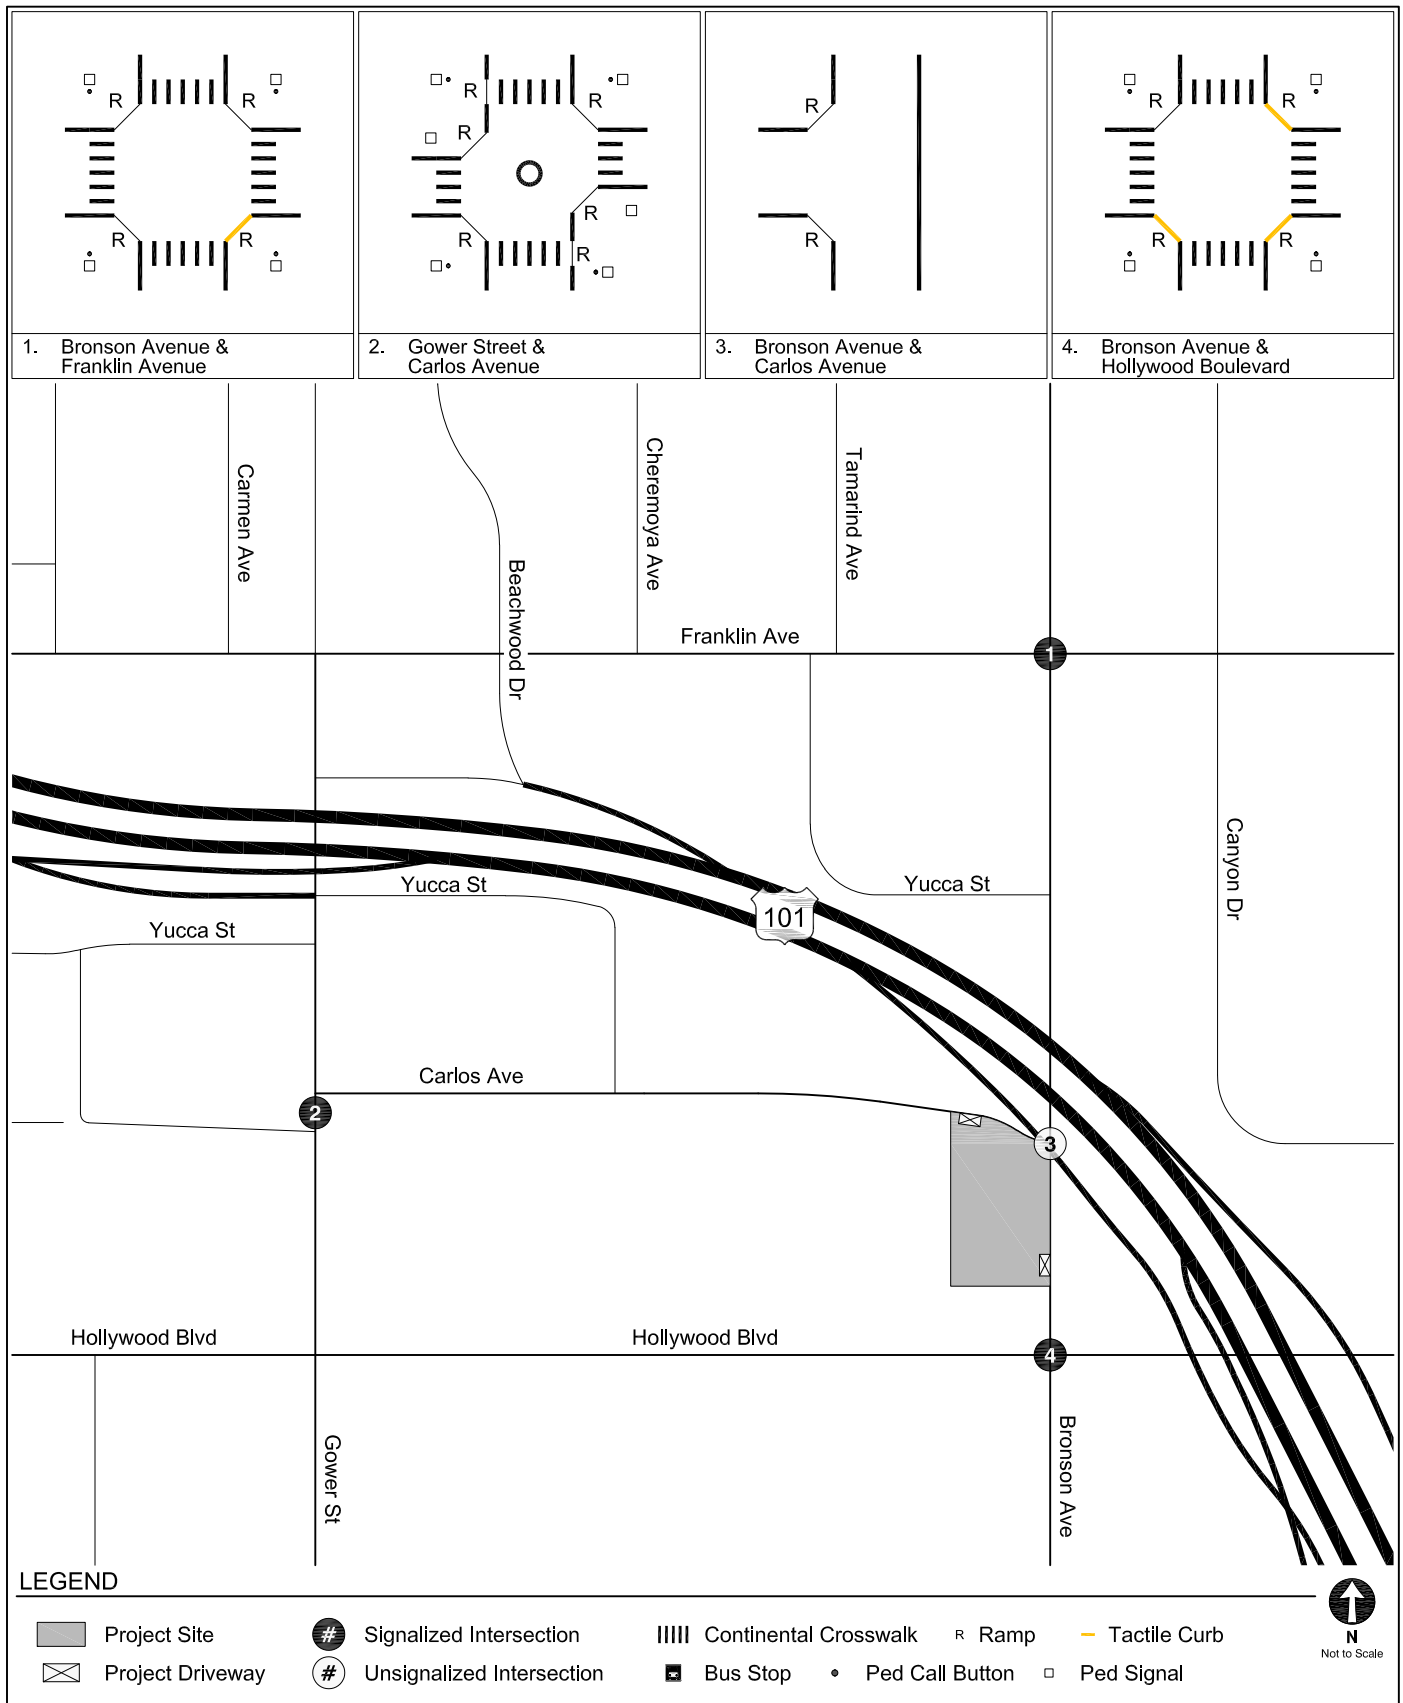 R R
R R
R R
R
R
R R
R
R
R
R R
R R
1. Bronson Avenue &
Franklin Avenue
2. Gower Street &
Carlos Avenue
3. Bronson Avenue &
Carlos Avenue
4. Bronson Avenue &
Hollywood Boulevard
Carmen Ave
Beachwood Dr
Cheremoya Ave
Tamarind Ave
Franklin Ave
1
Canyon Dr
Yucca St
Yucca St
101
Yucca St
Carlos Ave
2
3
Hollywood Blvd
Hollywood Blvd
4
Gower St
Bronson Ave
LEGEND
Project Site
# Signalized Intersection
Continental Crosswalk
R Ramp
Tactile Curb
Project Driveway
# Unsignalized Intersection
Bus Stop
Ped Call Button
Ped Signal
N
Not to Scale